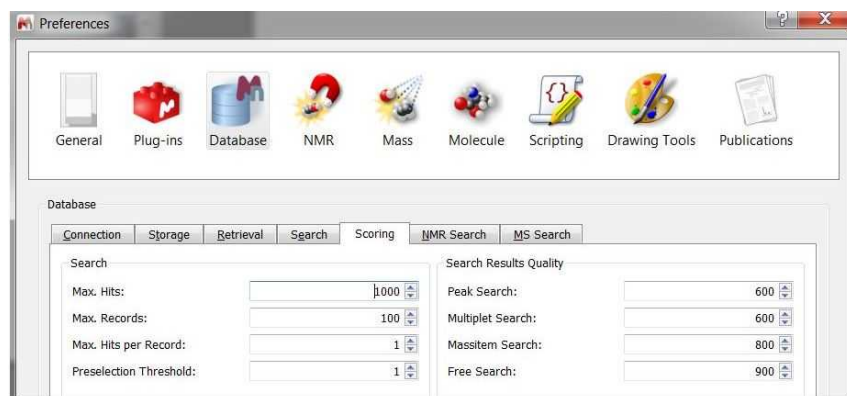 Preferences
General Plug-ins Database NMR Mass Molecule Scripting Drawing Tools Publications
Database
Connection Storage Retrieval Search Scoring NMR Search MS Search
Search
Max. Hits: 1000
Max. Records: 100
Max. Hits per Record: 1
Preselection Threshold: 1
Search Results Quality
Peak Search: 600
Multiplet Search: 600
Massitem Search: 800
Free Search: 900